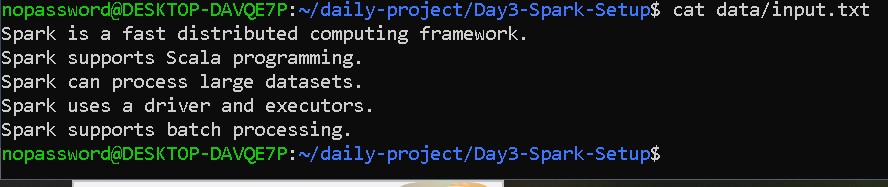 nopassword@DESKTOP-DAVQE7P:~/daily-project/Day3-Spark-Setup$ cat data/input.txt
Spark is a fast distributed computing framework.
Spark supports Scala programming.
Spark can process large datasets.
Spark uses a driver and executors.
Spark supports batch processing.
nopassword@DESKTOP-DAVQE7P:~/daily-project/Day3-Spark-Setup$